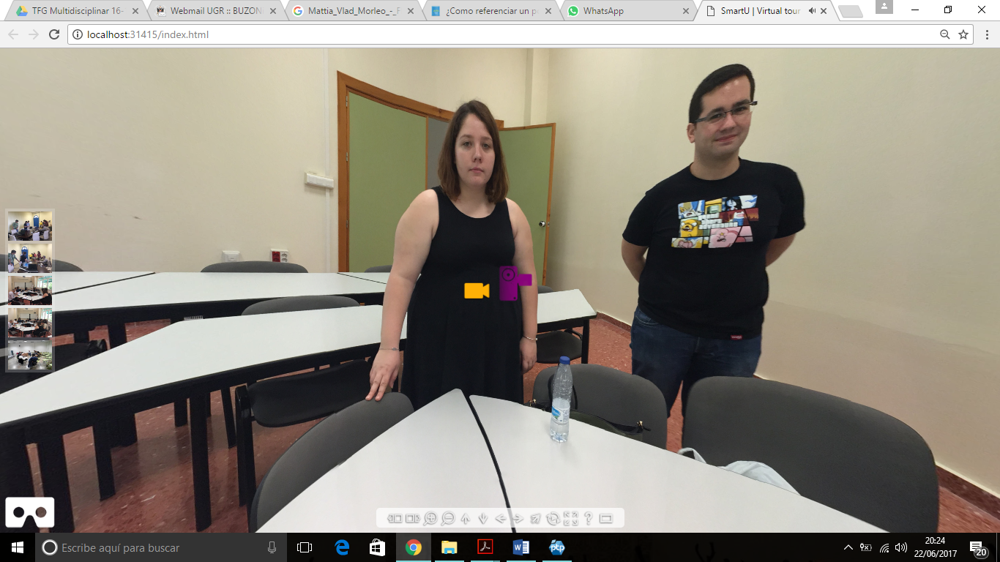 TFG Multidisciplinar 16-
Webmail UGR :: BUZON
Mattia_Vlad_Morleo_-_F
¿Como referenciar un p
WhatsApp
SmartU | Virtual tour
localhost:31415/index.html
Escribe aquí para buscar
20:24
22/06/2017
20